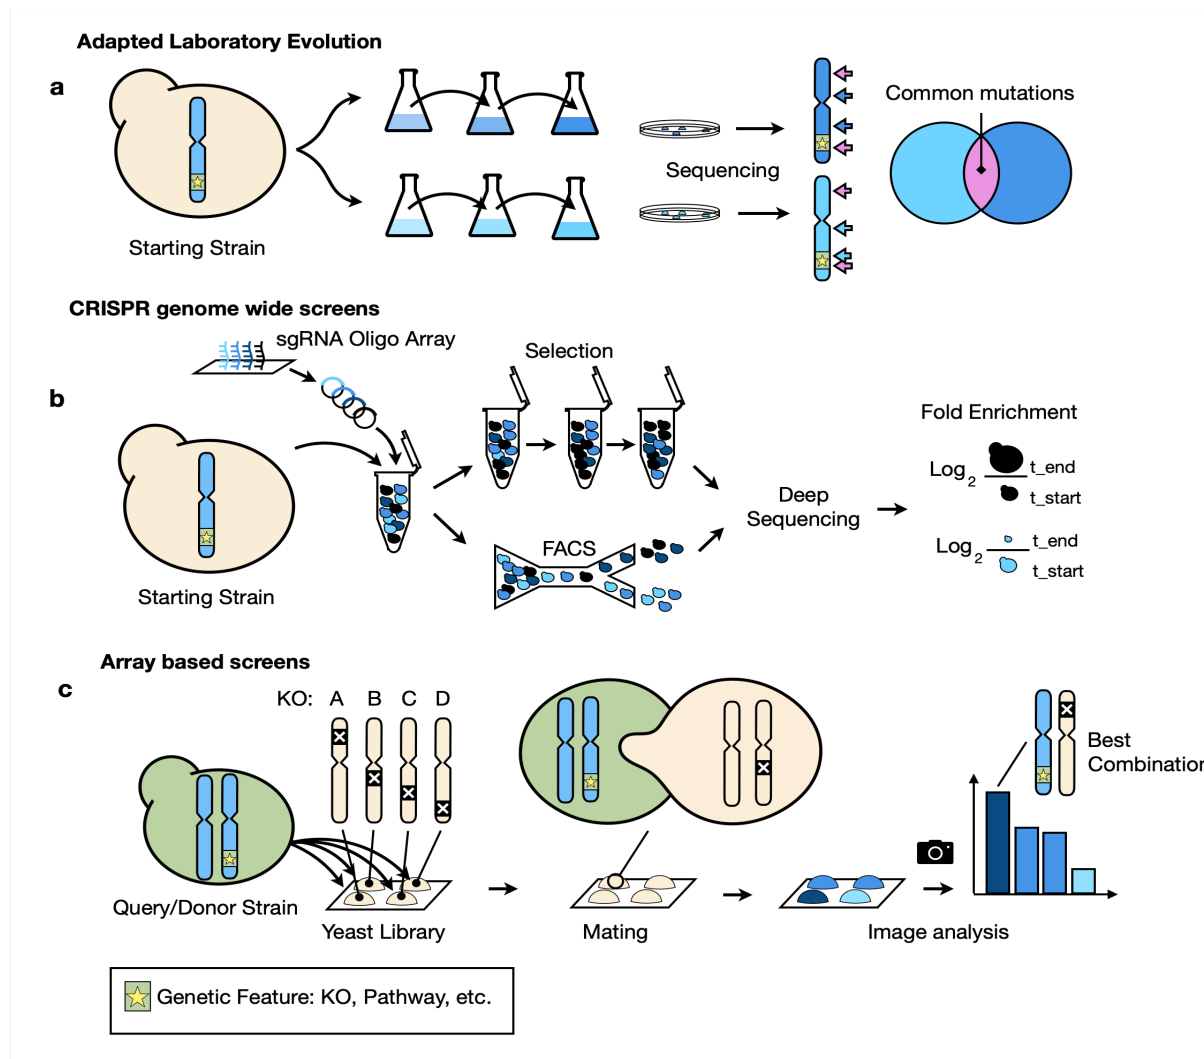 Adapted Laboratory Evolution
a
Common mutations
Sequencing
Starting Strain
CRISPR genome wide screens
sgRNA Oligo Array
Selection
b
Fold Enrichment
Log2 t_end
t_start
Deep
Sequencing
FACS
Log2 t_end
t_start
Starting Strain
Array based screens
c
KO: A B C D
Best
Combination
Query/Donor Strain
Yeast Library
Mating
Image analysis
Genetic Feature: KO, Pathway, etc.